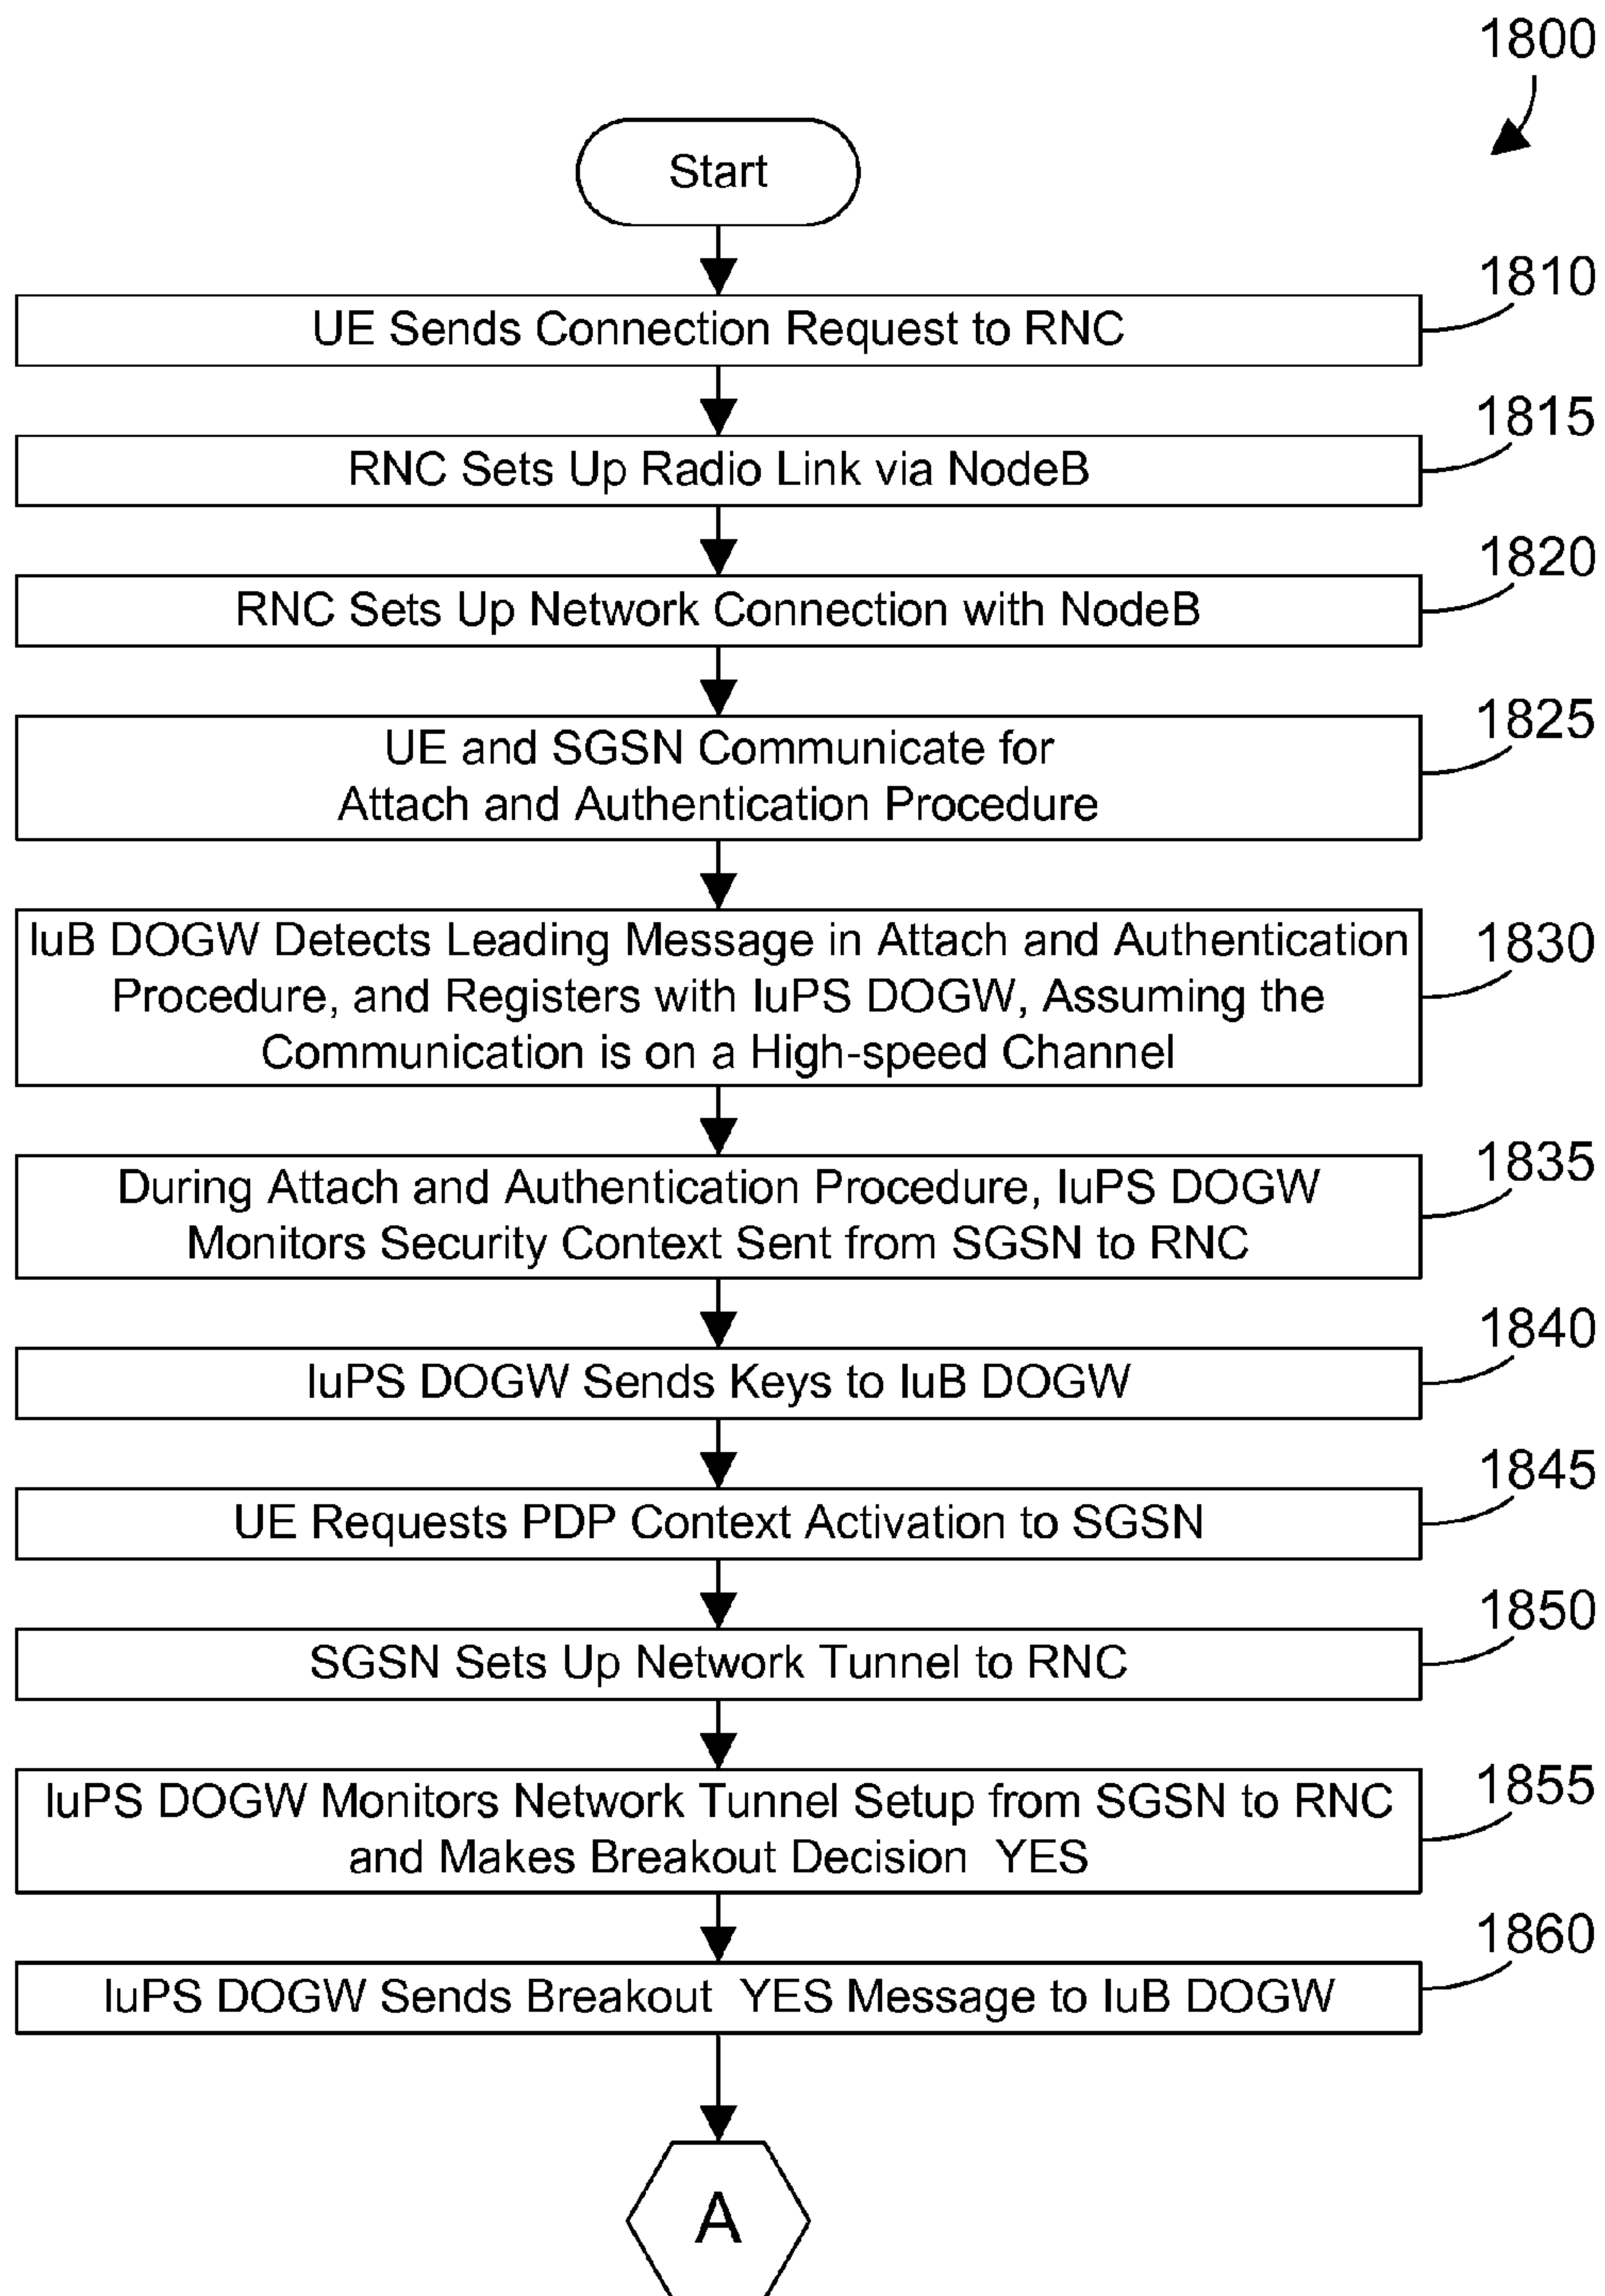 1800
Start
1810
UE Sends Connection Request to RNC
1815
RNC Sets Up Radio Link via NodeB
1820
RNC Sets Up Network Connection with NodeB
1825
UE and SGSN Communicate for
Attach and Authentication Procedure
1830
IuB DOGW Detects Leading Message in Attach and Authentication
Procedure, and Registers with IuPS DOGW, Assuming the
Communication is on a High-speed Channel
1835
During Attach and Authentication Procedure, IuPS DOGW
Monitors Security Context Sent from SGSN to RNC
1840
IuPS DOGW Sends Keys to IuB DOGW
1845
UE Requests PDP Context Activation to SGSN
1850
SGSN Sets Up Network Tunnel to RNC
1855
IuPS DOGW Monitors Network Tunnel Setup from SGSN to RNC
and Makes Breakout Decision YES
1860
IuPS DOGW Sends Breakout YES Message to IuB DOGW
A